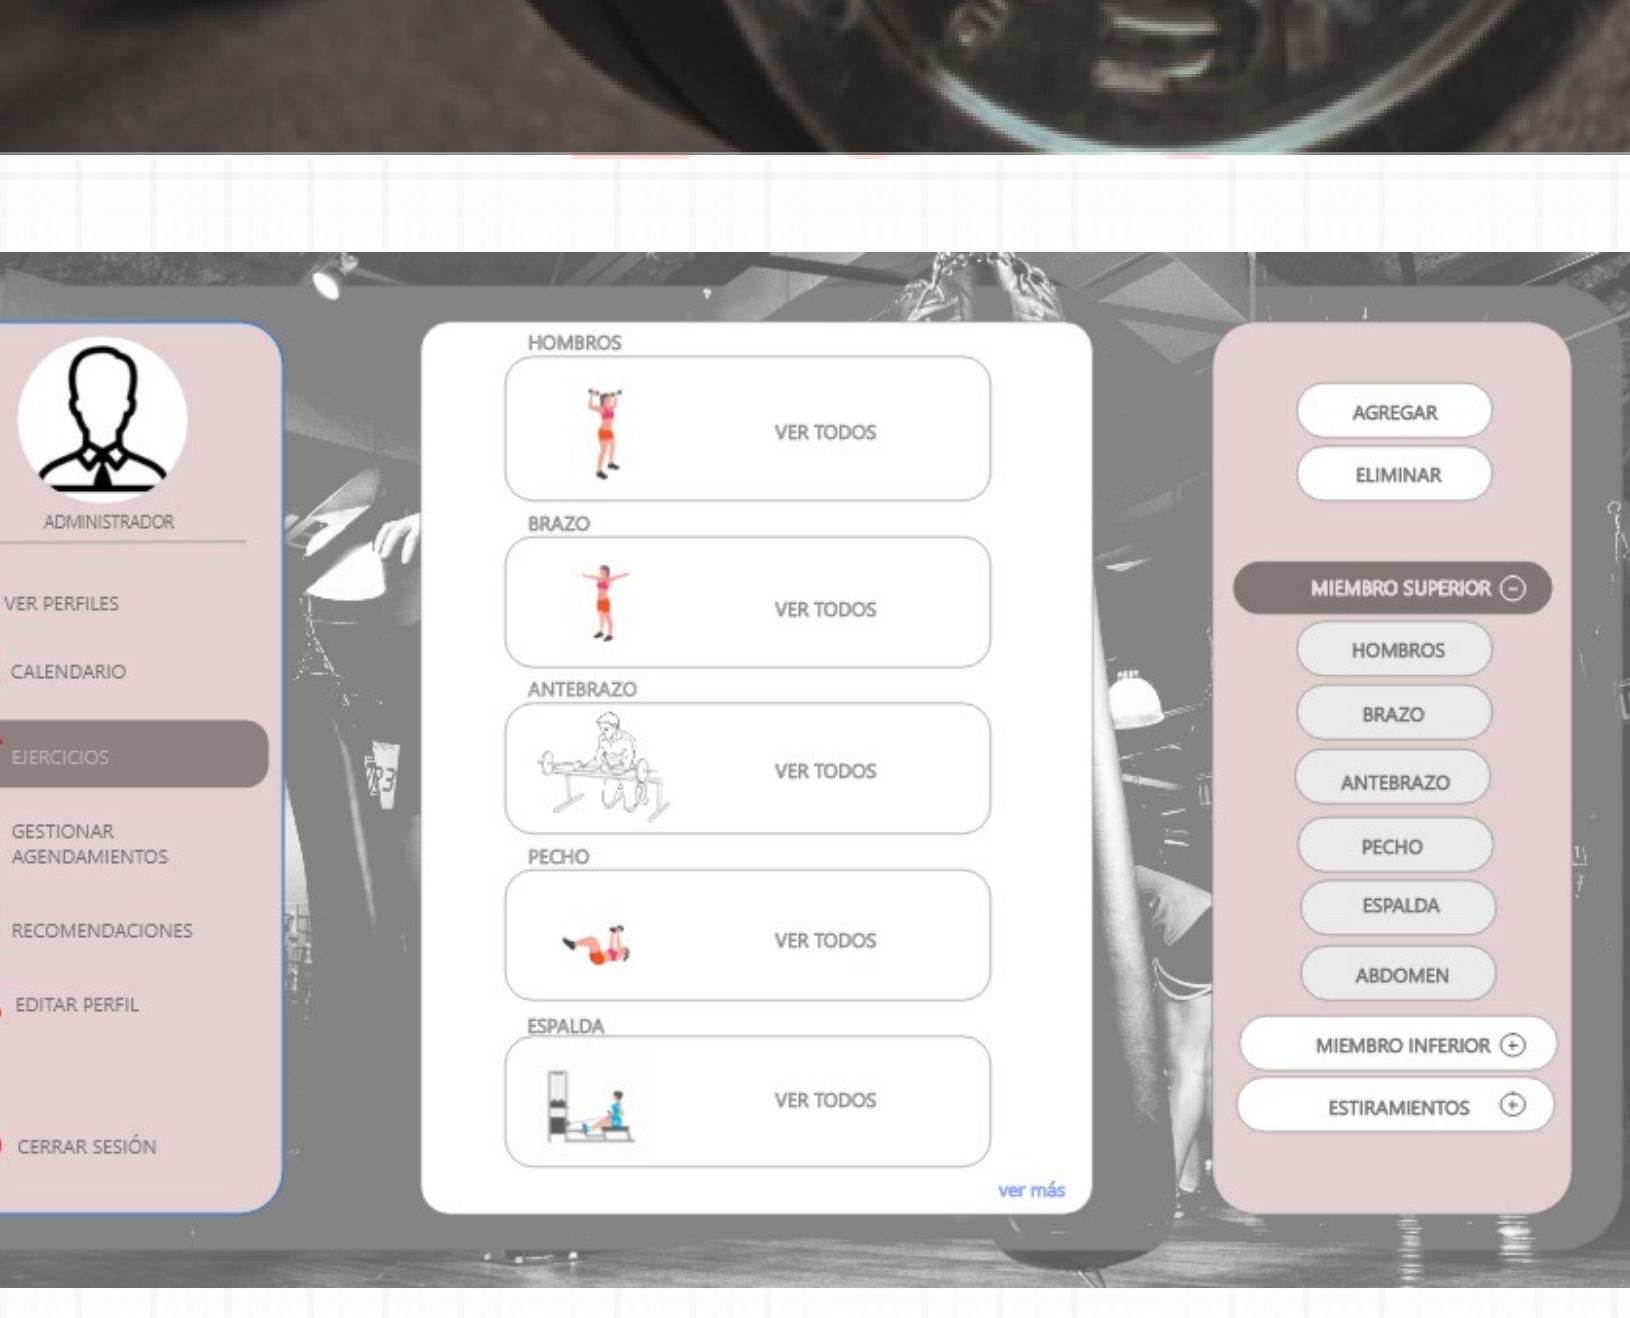 ADMINISTRADOR
VER PERFILES
CALENDARIO
EJERCICIOS
GESTIONAR
AGENDAMIENTOS
RECOMENDACIONES
EDITAR PERFIL
CERRAR SESIÓN
HOMBROS
VER TODOS
BRAZO
VER TODOS
ANTEBRAZO
VER TODOS
PECHO
VER TODOS
ESPALDA
VER TODOS
ver más
AGREGAR
ELIMINAR
MIEMBRO SUPERIOR
HOMBROS
BRAZO
ANTEBRAZO
PECHO
ESPALDA
ABDOMEN
MIEMBRO INFERIOR
ESTIRAMIENTOS